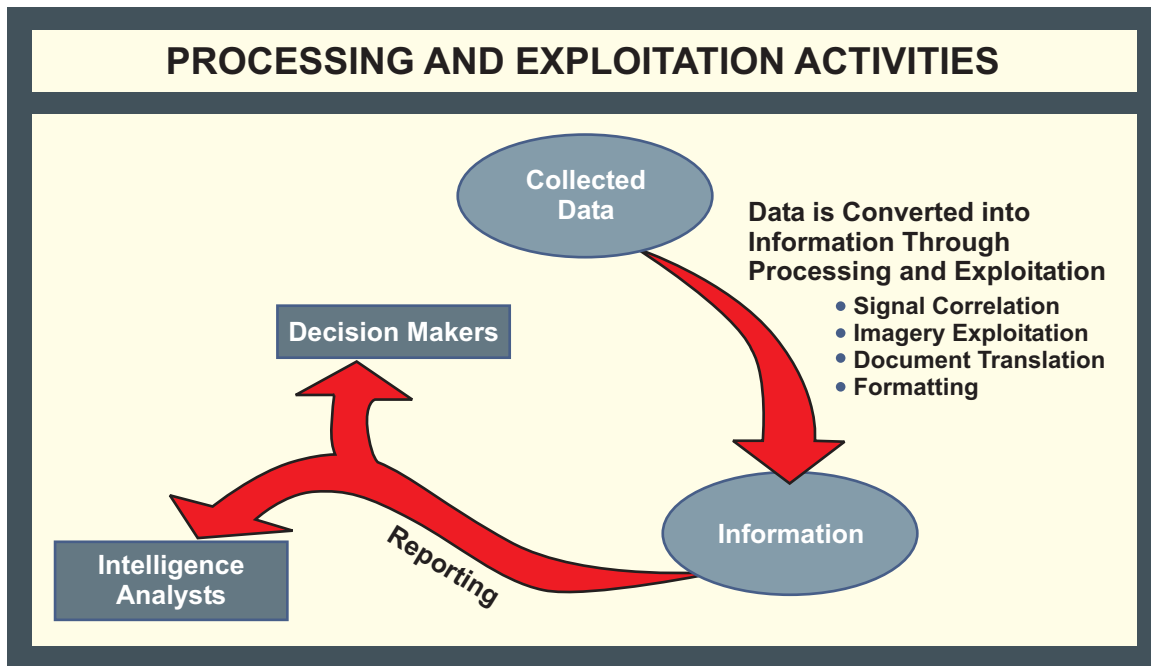 PROCESSING AND EXPLOITATION ACTIVITIES
Collected
Data
Data is Converted into
Information Through
Processing and Exploitation
• Signal Correlation
• Imagery Exploitation
• Document Translation
• Formatting
Decision Makers
Information
Reporting
Intelligence
Analysts